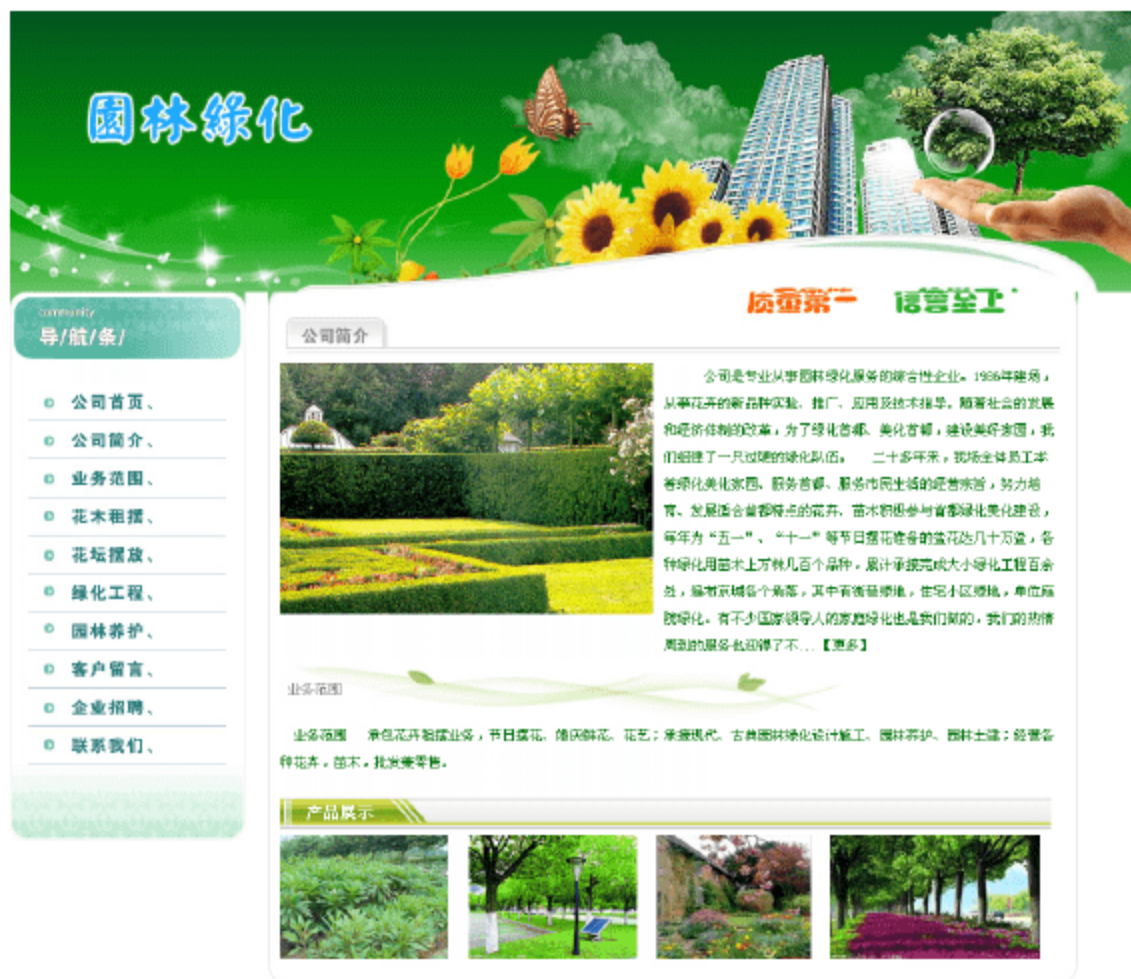 園林綠化
质量第一 信誉至上
community
导/航/条/
公司首页、
公司简介、
业务范围、
花木租摆、
花坛摆放、
绿化工程、
园林养护、
客户留言、
企业招聘、
联系我们、
公司简介
公司是专业从事园林绿化服务的综合性企业。1986年建场，
从事花卉的新品种实验、推广、应用及技术指导。随着社会的发展
和经济体制的改革，为了绿化首都、美化首都，建设美好家园，我
们组建了一只过硬的绿化队伍。 二十多年来，我场全体员工本
着绿化美化家园、服务首都、服务市民生活的经营宗旨，努力培
育、发展适合首都特点的花卉、苗木积极参与首都绿化美化建设，
每年为“五一”、“十一”等节日摆花准备的盆花达几十万盆，各
种绿化用苗木上万株几百个品种。累计承接完成大小绿化工程百余
处，遍布京城各个角落，其中有街巷绿地，住宅小区绿地，单位庭
院绿化。有不少国家领导人的家庭绿化也是我们做的，我们的热情
周到的服务也迎得了不...【更多】
业务范围
业务范围 承包花卉租摆业务，节日摆花、婚庆鲜花、花艺；承接现代、古典园林绿化设计施工、园林养护、园林土建；经营各
种花卉，苗木，批发兼零售。
产品展示